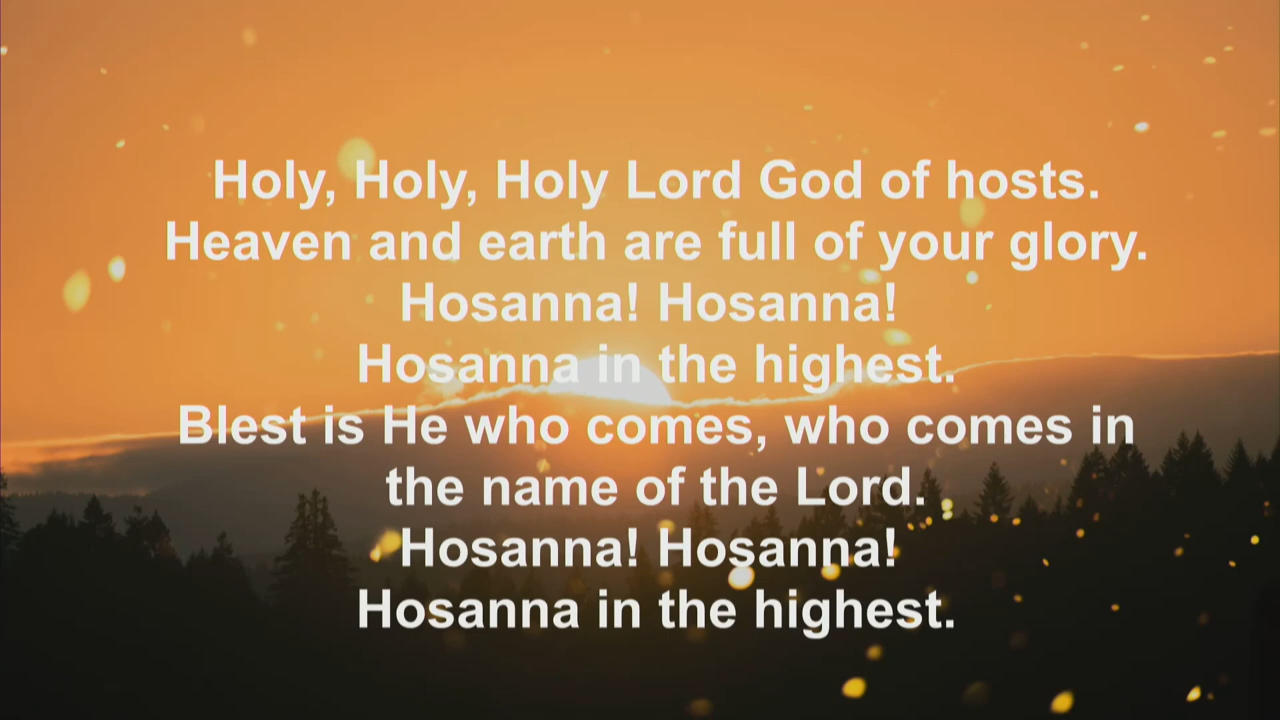 Holy, Holy, Holy Lord God of hosts.
Heaven and earth are full of your glory.
Hosanna! Hosanna!
Hosanna in the highest.
Blest is He who comes, who comes in
the name of the Lord.
Hosanna! Hosanna!
Hosanna in the highest.